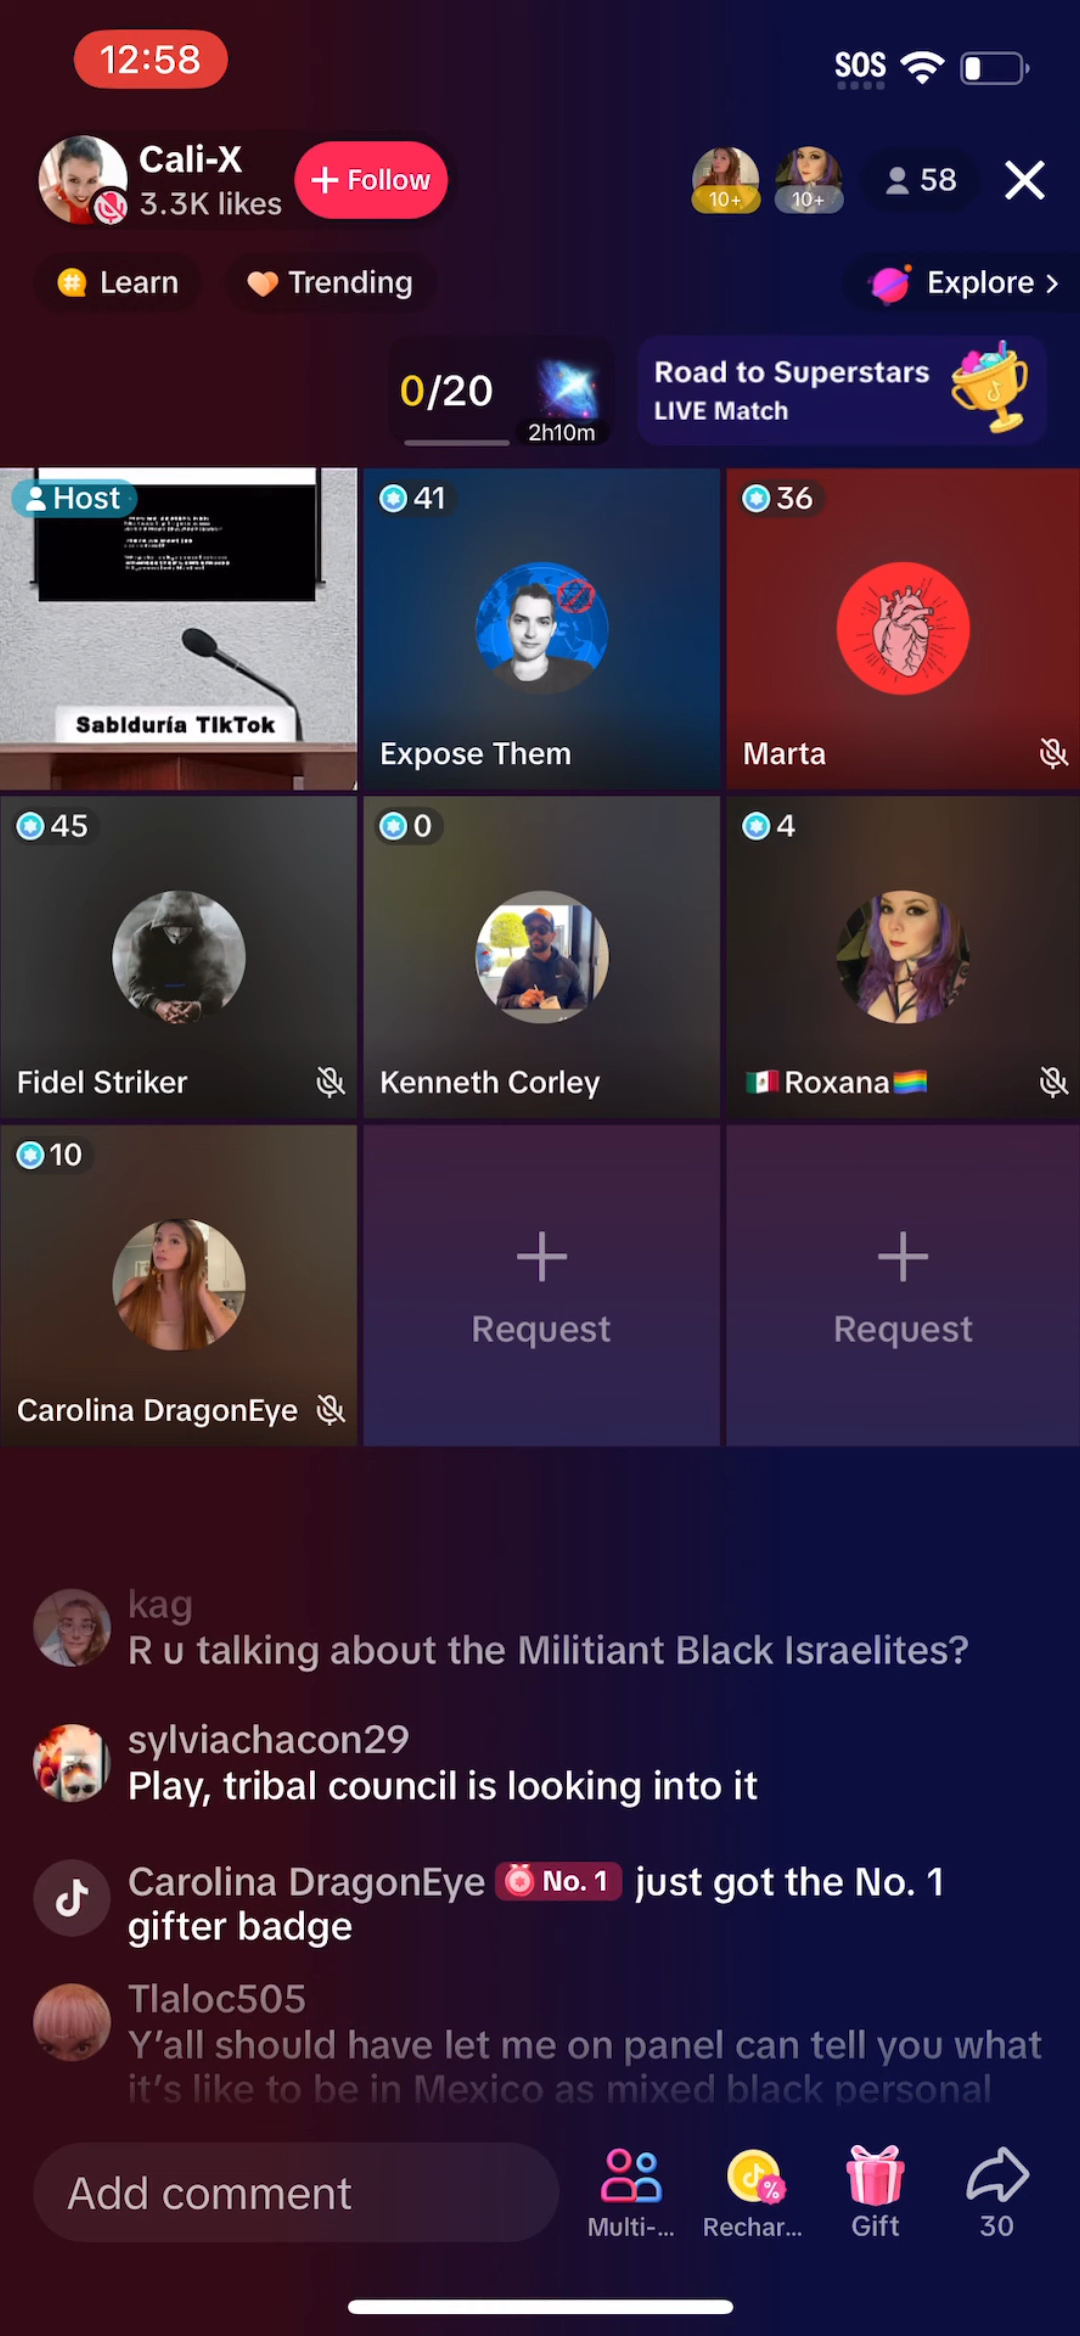 12:58
SOS
Cali-X
3.3K likes
+ Follow
10+
10+
58
Learn
Trending
Explore >
0/20
2h10m
Road to Superstars
LIVE Match
Host
Sabiduría TikTok
41
Expose Them
36
Marta
45
Fidel Striker
0
Kenneth Corley
4
🇲🇽Roxana🏳️‍🌈
10
Carolina DragonEye
Request
Request
kag
R u talking about the Militiant Black Israelites?
sylviachacon29
Play, tribal council is looking into it
Carolina DragonEye No. 1 just got the No. 1
gifter badge
Tlaloc505
Y'all should have let me on panel can tell you what
it's like to be in Mexico as mixed black personal
Add comment
Multi-...
Rechar...
Gift
30